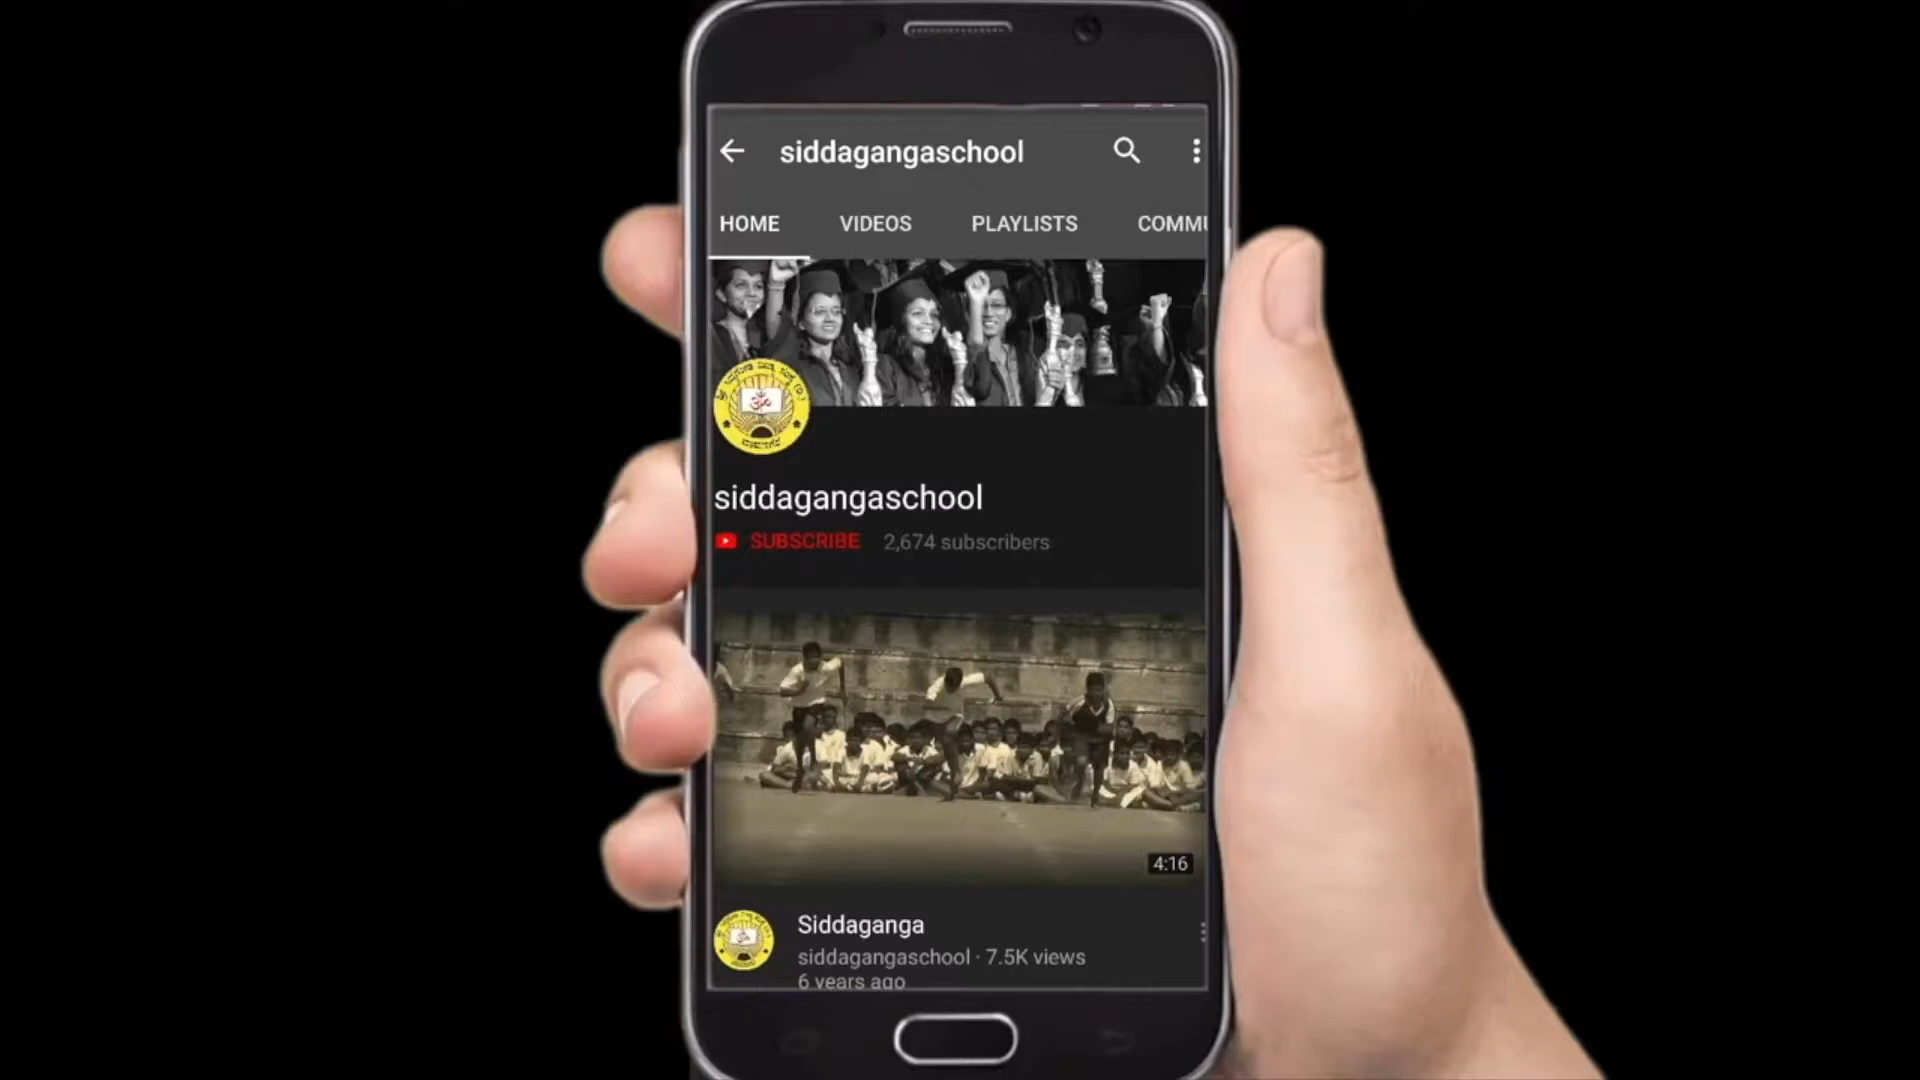 siddagangaschool
HOME VIDEOS PLAYLISTS COMMU
siddagangaschool
SUBSCRIBE 2,674 subscribers
4:16
Siddaganga
siddagangaschool · 7.5K views
6 years ago